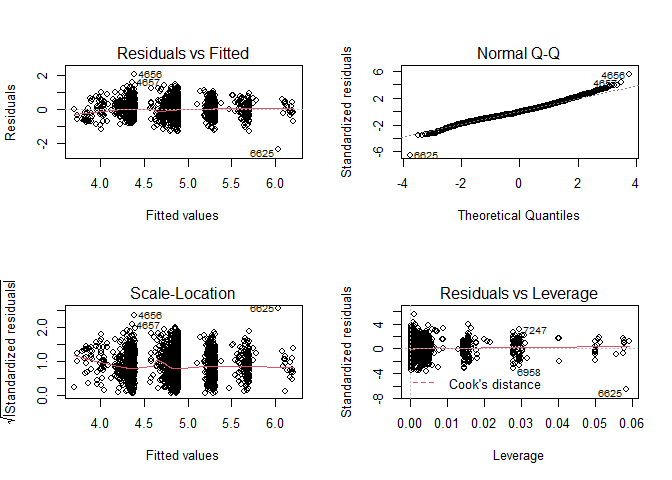 Residuals vs Fitted
Residuals
2
0
-2
4656
4657
6625
4.0 4.5 5.0 5.5 6.0
Fitted values
Normal Q-Q
Standardized residuals
6
2
-2
-6
4656
4657
6625
-4 -2 0 2 4
Theoretical Quantiles
Scale-Location
√|Standardized residuals|
2.0
1.0
0.0
4656
4657
6625
4.0 4.5 5.0 5.5 6.0
Fitted values
Residuals vs Leverage
Standardized residuals
4
0
-4
-8
7247
6958
6625
Cook's distance
0.00 0.01 0.02 0.03 0.04 0.05 0.06
Leverage